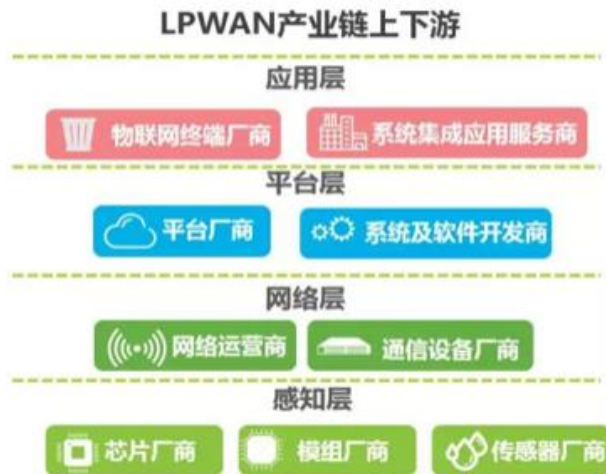 LPWAN产业链上下游
应用层
物联网终端厂商 系统集成应用服务商
平台层
平台厂商 系统及软件开发商
网络层
网络运营商 通信设备厂商
感知层
芯片厂商 模组厂商 传感器厂商